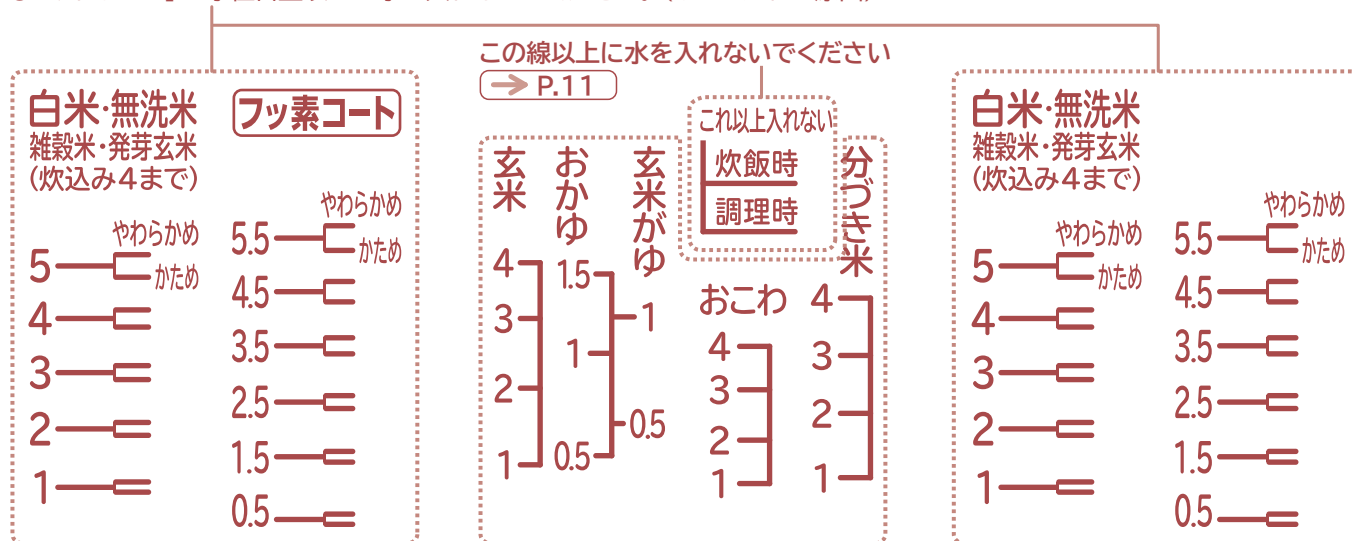 この線以上に水を入れないでください
P.11
白米・無洗米
雑穀米・発芽玄米
(炊込み4まで)
フッ素コート
やわらかめ
かため
5
4
3
2
1
やわらかめ
かため
5.5
4.5
3.5
2.5
1.5
0.5
玄米
4
3
2
1
おかゆ
1.5
1
0.5
玄米がゆ
1
0.5
これ以上入れない
炊飯時
調理時
おこわ
4
3
2
1
分づき米
4
3
2
1
白米・無洗米
雑穀米・発芽玄米
(炊込み4まで)
やわらかめ
かため
5
4
3
2
1
やわらかめ
かため
5.5
4.5
3.5
2.5
1.5
0.5